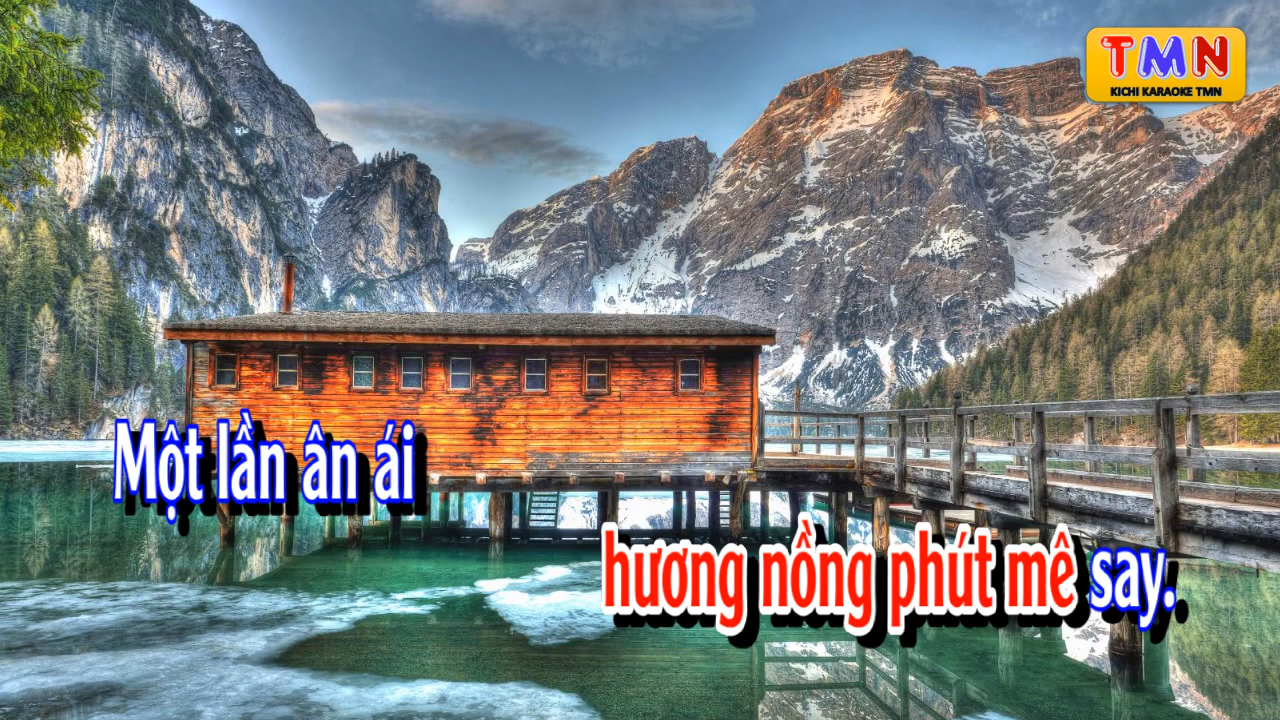 TMN
KICHI KARAOKE TMN
Một lần ân ái
hương nồng phút mê say.